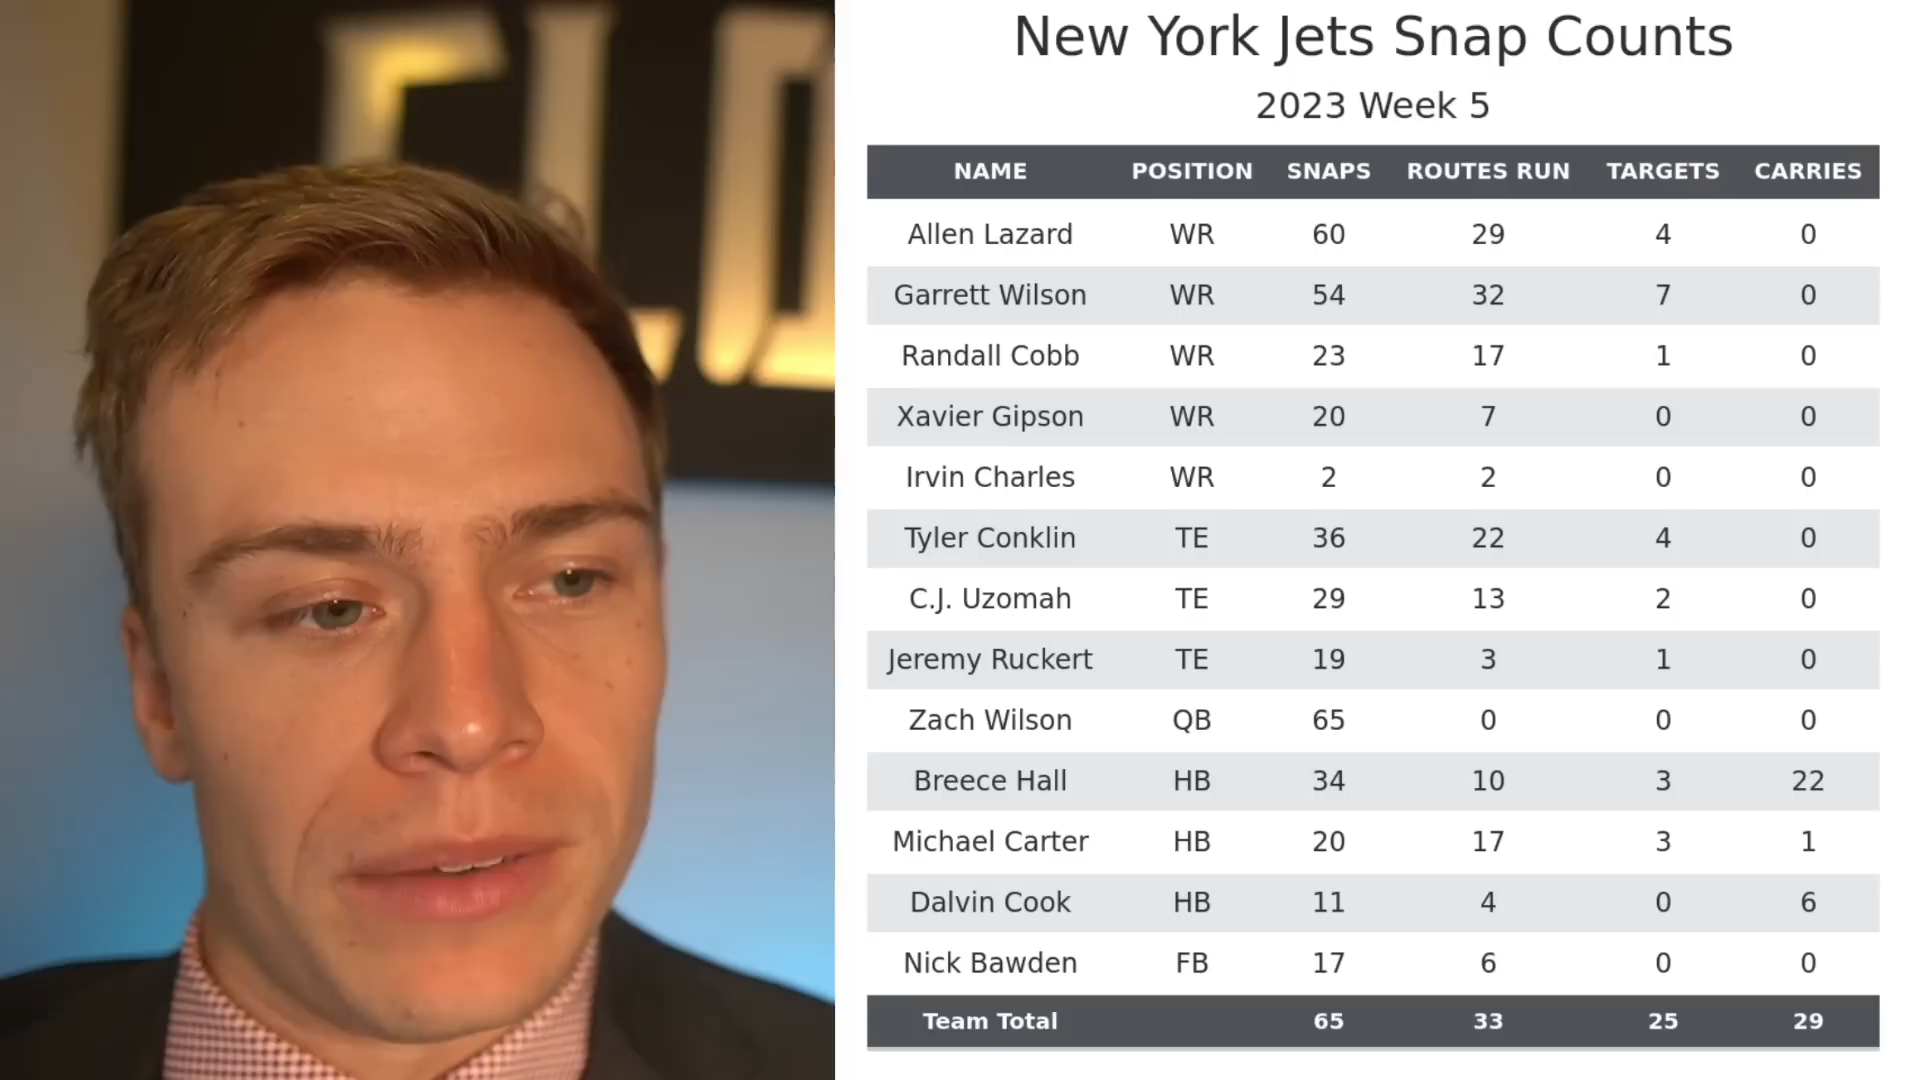 New York Jets Snap Counts
2023 Week 5
NAME POSITION SNAPS ROUTES RUN TARGETS CARRIES
Allen Lazard WR 60 29 4 0
Garrett Wilson WR 54 32 7 0
Randall Cobb WR 23 17 1 0
Xavier Gipson WR 20 7 0 0
Irvin Charles WR 2 2 0 0
Tyler Conklin TE 36 22 4 0
C.J. Uzomah TE 29 13 2 0
Jeremy Ruckert TE 19 3 1 0
Zach Wilson QB 65 0 0 0
Breece Hall HB 34 10 3 22
Michael Carter HB 20 17 3 1
Dalvin Cook HB 11 4 0 6
Nick Bawden FB 17 6 0 0
Team Total 65 33 25 29